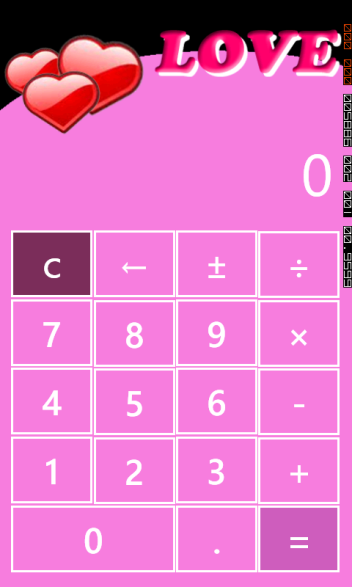 LOVE
0
C ← ± ÷
7 8 9 ×
4 5 6 -
1 2 3 +
0 . =